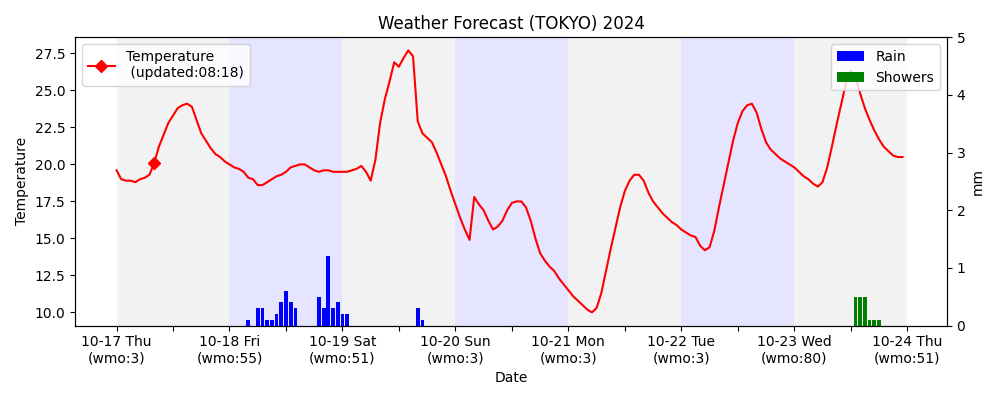 Weather Forecast (TOKYO) 2024
Temperature
(updated:08:18)
Rain
Showers
Temperature
27.5
25.0
22.5
20.0
17.5
15.0
12.5
10.0
5
4
3
2
1
0
mm
10-17 Thu
(wmo:3)
10-18 Fri
(wmo:55)
10-19 Sat
(wmo:51)
10-20 Sun
(wmo:3)
10-21 Mon
(wmo:3)
10-22 Tue
(wmo:3)
10-23 Wed
(wmo:80)
10-24 Thu
(wmo:51)
Date